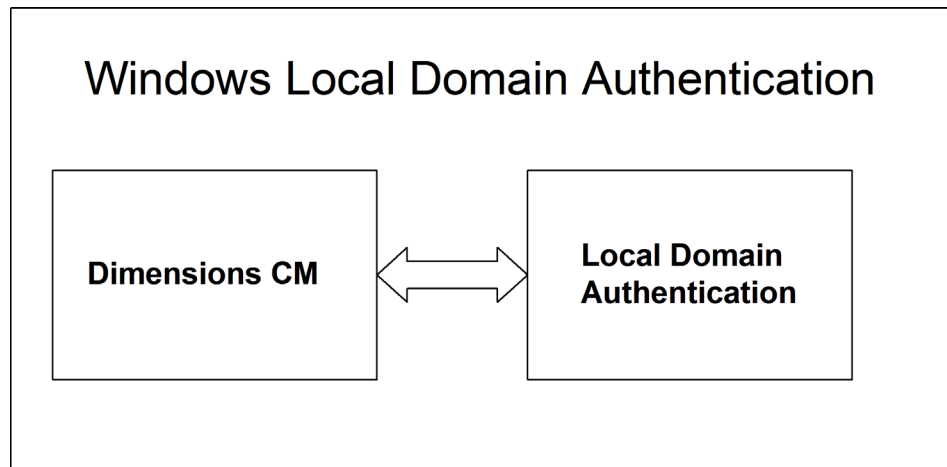 Windows Local Domain Authentication
Dimensions CM
Local Domain
Authentication